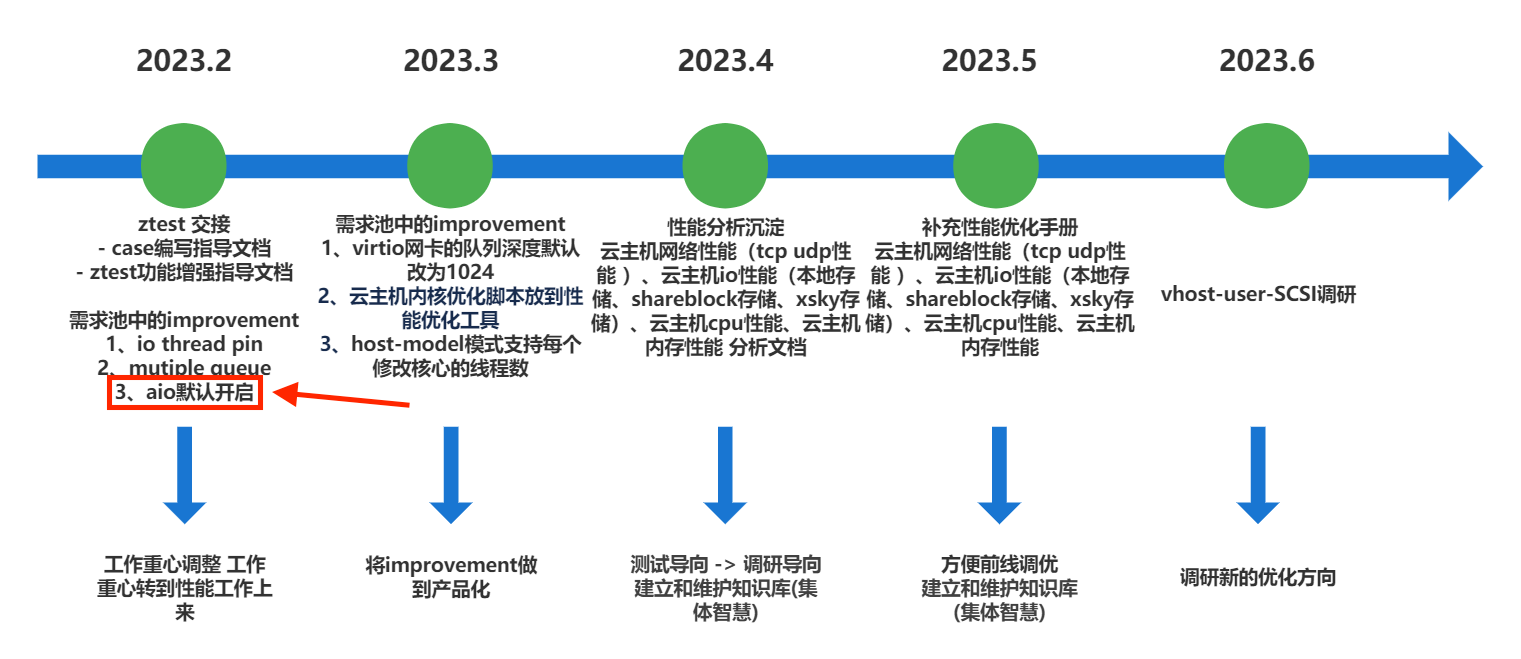 2023.2
2023.3
2023.4
2023.5
2023.6
ztest 交接
- case编写指导文档
- ztest功能增强指导文档
需求池中的improvement
1、io thread pin
2、mutiple queue
3、aio默认开启
需求池中的improvement
1、virtio网卡的队列深度默认
改为1024
2、云主机内核优化脚本放到性
能优化工具
3、host-model模式支持每个
修改核心的线程数
性能分析沉淀
云主机网络性能（tcp udp性
能 ）、云主机io性能（本地存
储、shareblock存储、xsky存
储）、云主机cpu性能、云主机
内存性能 分析文档
补充性能优化手册
云主机网络性能（tcp udp性
能 ）、云主机io性能（本地存
储、shareblock存储、xsky存
储）、云主机cpu性能、云主机
内存性能
vhost-user-SCSI调研
工作重心调整 工作
重心转到性能工作上
来
将improvement做
到产品化
测试导向 -> 调研导向
建立和维护知识库(集
体智慧)
方便前线调优
建立和维护知识库
(集体智慧)
调研新的优化方向